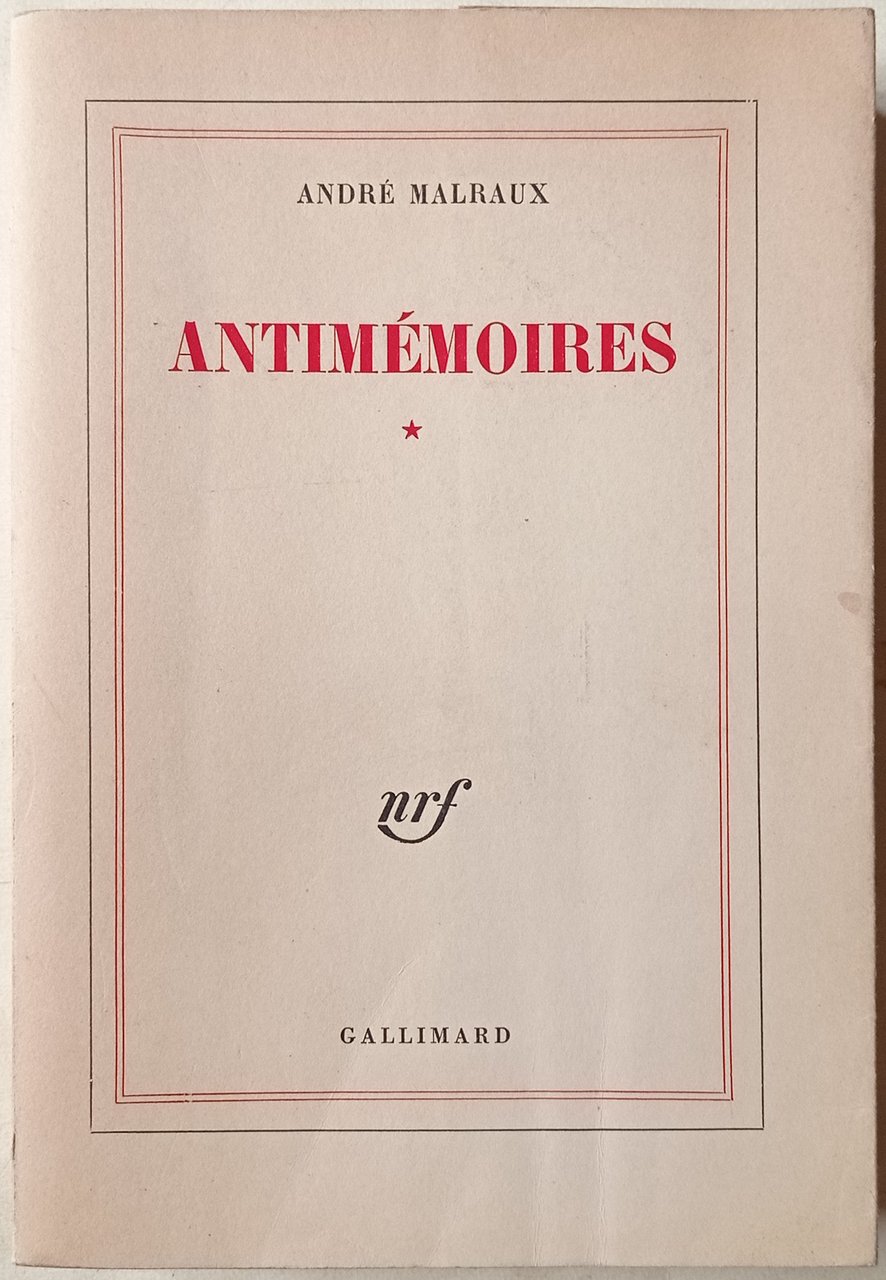 ANDRÉ MALRAUX
ANTIMÉMOIRES
*
nrf
GALLIMARD